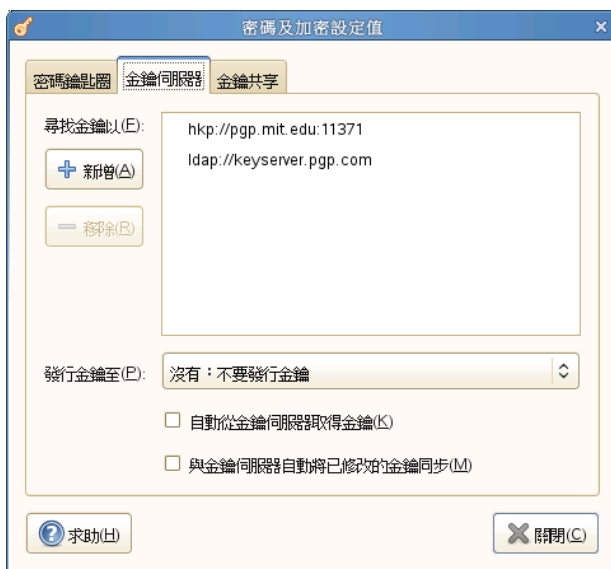 密碼及加密設定值
密碼鑰匙圈
金鑰伺服器
金鑰共享
尋找金鑰以(F):
hkp://pgp.mit.edu:11371
ldap://keyserver.pgp.com
新增(A)
移除(R)
發行金鑰至(P):
沒有：不要發行金鑰
自動從金鑰伺服器取得金鑰(K)
與金鑰伺服器自動將已修改的金鑰同步(M)
求助(H)
關閉(C)